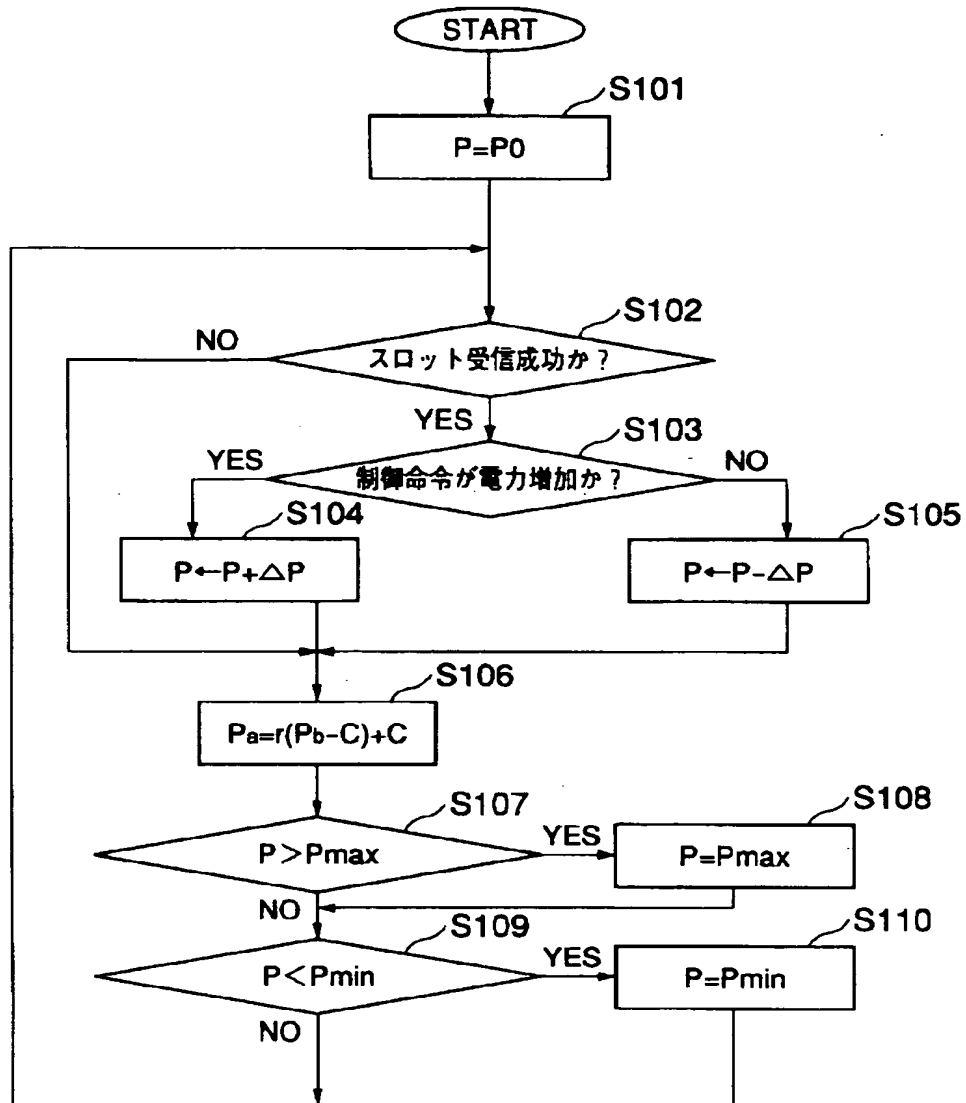 START
S101
P=P0
S102
NO
スロット受信成功か?
YES
S103
YES
制御命令が電力増加か?
NO
S104
S105
P←P+△P
P←P-△P
S106
Pa=r(Pb-C)+C
S107
S108
P>Pmax
YES
P=Pmax
NO
S109
S110
P<Pmin
YES
P=Pmin
NO